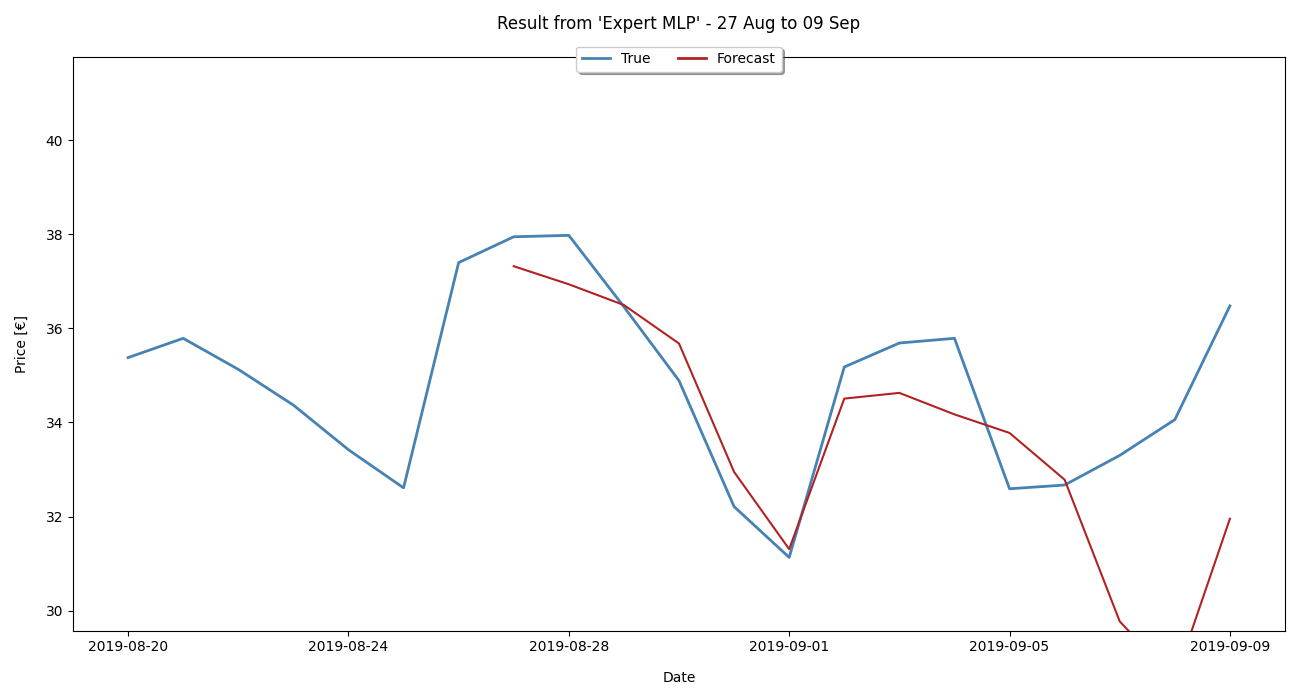 Result from 'Expert MLP' - 27 Aug to 09 Sep
True Forecast
40
38
36
34
32
30
Price [€]
2019-08-20 2019-08-24 2019-08-28 2019-09-01 2019-09-05 2019-09-09
Date